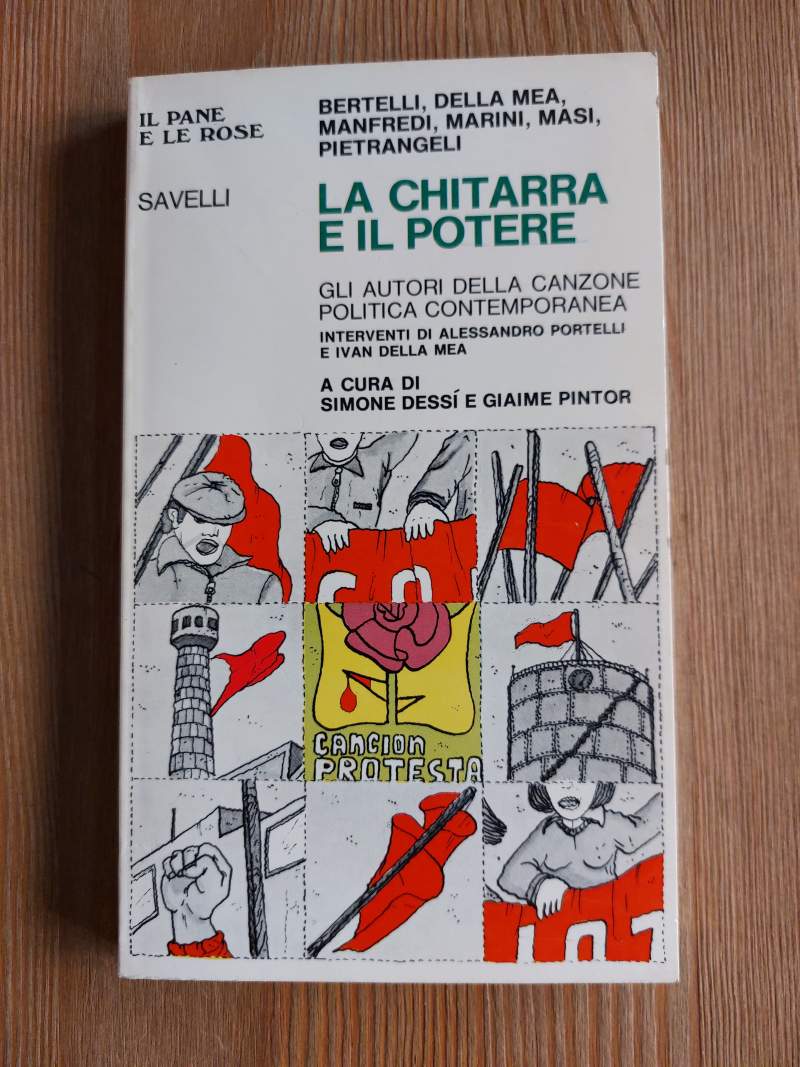 IL PANE
E LE ROSE
SAVELLI
BERTELLI, DELLA MEA,
MANFREDI, MARINI, MASI,
PIETRANGELI
LA CHITARRA
E IL POTERE
GLI AUTORI DELLA CANZONE
POLITICA CONTEMPORANEA
INTERVENTI DI ALESSANDRO PORTELLI
E IVAN DELLA MEA
A CURA DI
SIMONE DESSÍ E GIAIME PINTOR
CANCION
PROTESTA